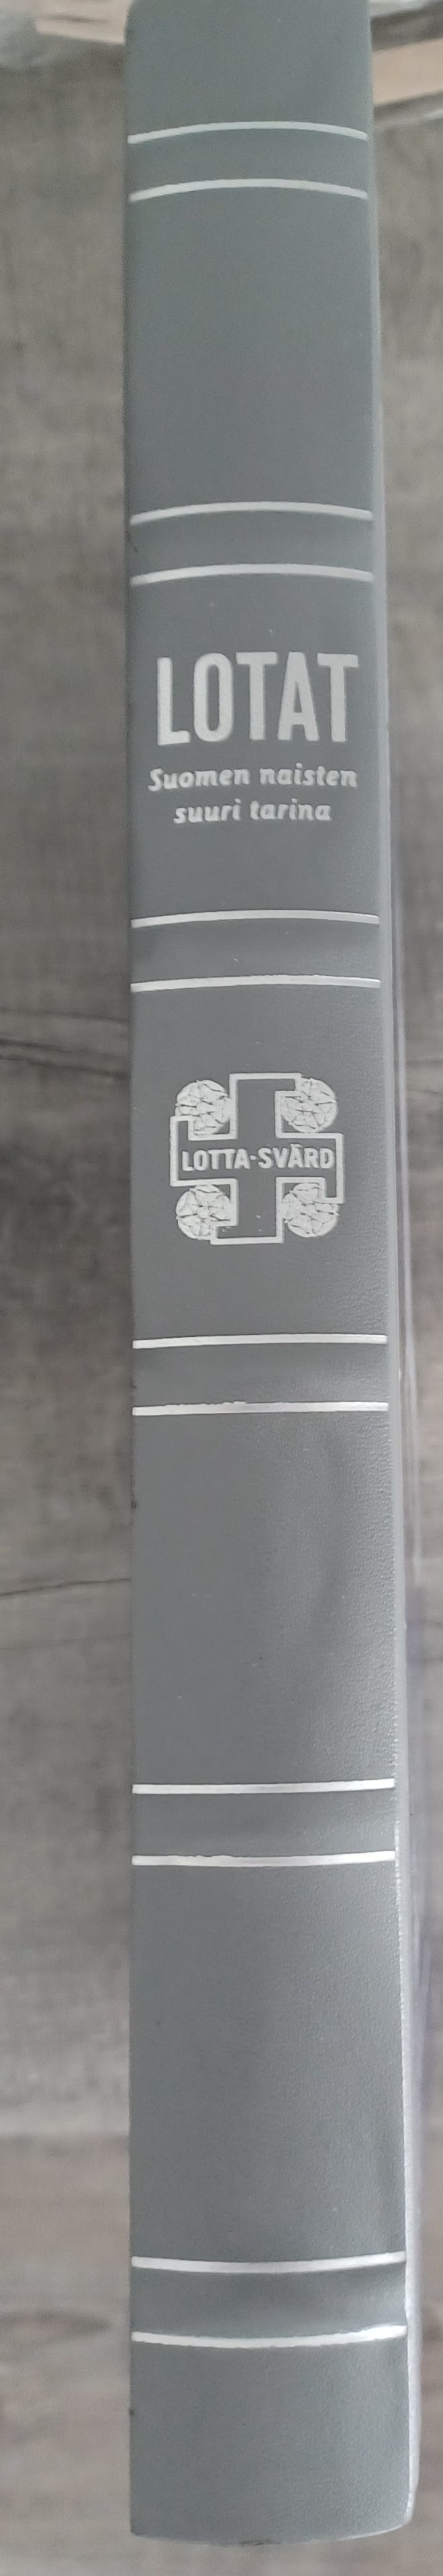 LOTAT
Suomen naisten
suuri tarina
LOTTA-SVÄRD